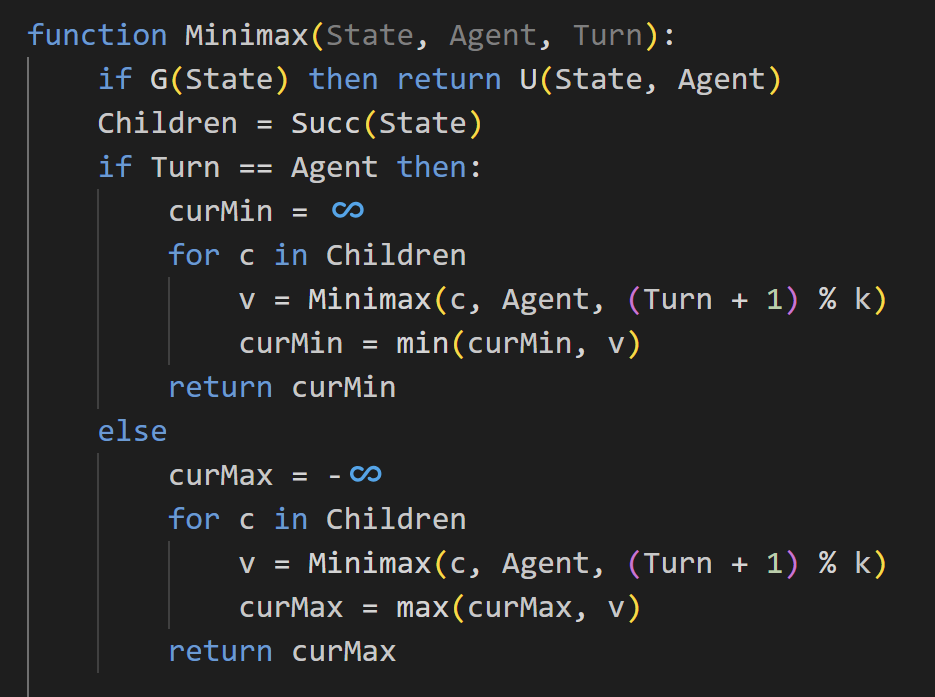 function Minimax(State, Agent, Turn):
if G(State) then return U(State, Agent)
Children = Succ(State)
if Turn == Agent then:
curMin = ∞
for c in Children
v = Minimax(c, Agent, (Turn + 1) % k)
curMin = min(curMin, v)
return curMin
else
curMax = -∞
for c in Children
v = Minimax(c, Agent, (Turn + 1) % k)
curMax = max(curMax, v)
return curMax